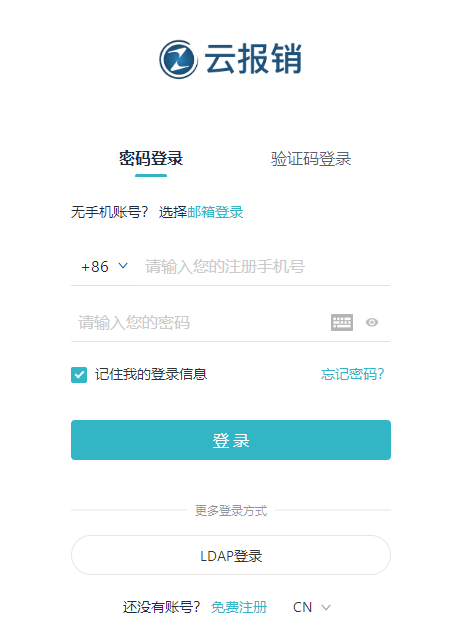 云报销
密码登录 验证码登录
无手机账号？ 选择邮箱登录
+86 请输入您的注册手机号
请输入您的密码
记住我的登录信息 忘记密码?
登录
更多登录方式
LDAP登录
还没有账号? 免费注册 CN